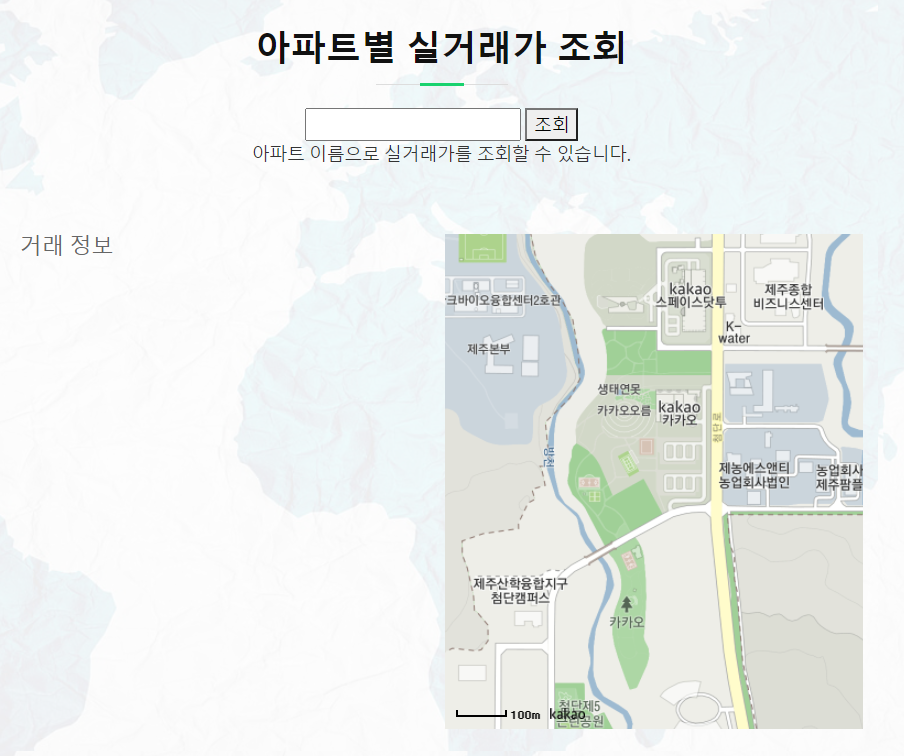 아파트별 실거래가 조회
조회
아파트 이름으로 실거래가를 조회할 수 있습니다.
거래 정보
kakao
스페이스닷투
제주종합
비즈니스센터
크바이오융합센터2호관
K-
water
제주본부
생태연못
카카오오름
kakao
카카오
첨단로
제농에스앤티
농업회사법인
농업회사
제주팜플
제주산학융합지구
첨단캠퍼스
카카오
첨단제5
근린공원
100m
kakao